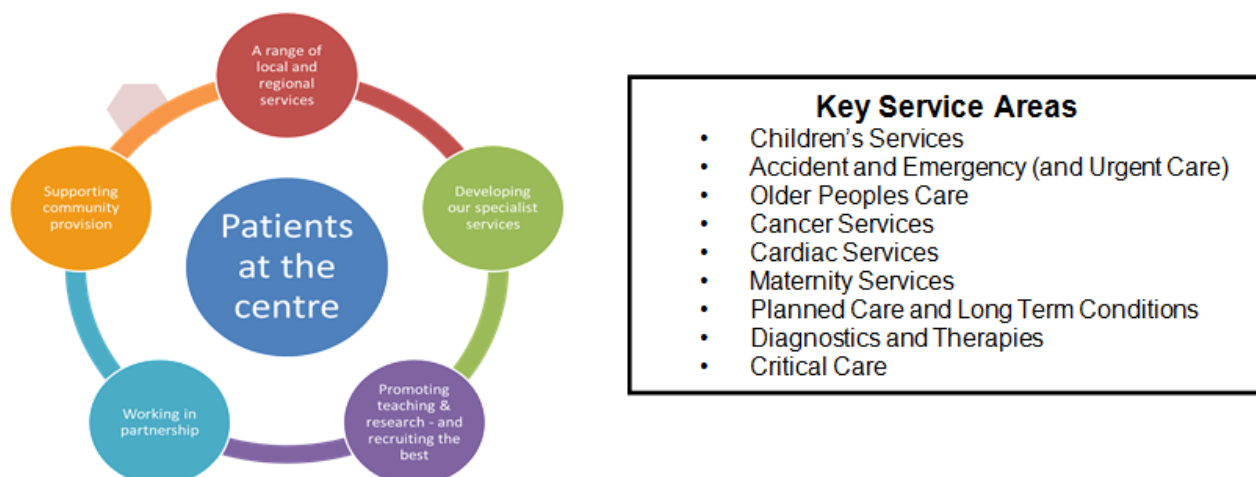 A range of
local and
regional
services
Developing
our specialist
services
Promoting
teaching &
research - and
recruiting the
best
Working in
partnership
Supporting
community
provision
Patients
at the
centre
Key Service Areas
• Children’s Services
• Accident and Emergency (and Urgent Care)
• Older Peoples Care
• Cancer Services
• Cardiac Services
• Maternity Services
• Planned Care and Long Term Conditions
• Diagnostics and Therapies
• Critical Care